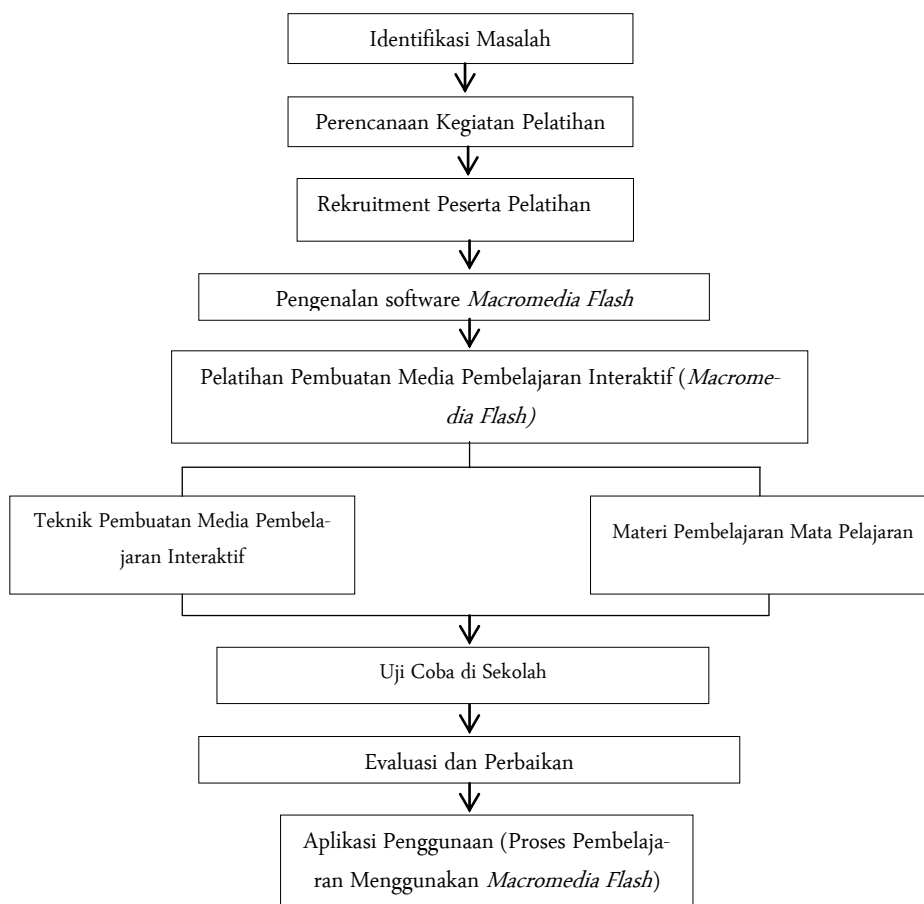 Identifikasi Masalah
Perencanaan Kegiatan Pelatihan
Rekruitment Peserta Pelatihan
Pengenalan software Macromedia Flash
Pelatihan Pembuatan Media Pembelajaran Interaktif (Macrome-
dia Flash)
Teknik Pembuatan Media Pembela-
jaran Interaktif
Materi Pembelajaran Mata Pelajaran
Uji Coba di Sekolah
Evaluasi dan Perbaikan
Aplikasi Penggunaan (Proses Pembelaja-
ran Menggunakan Macromedia Flash)